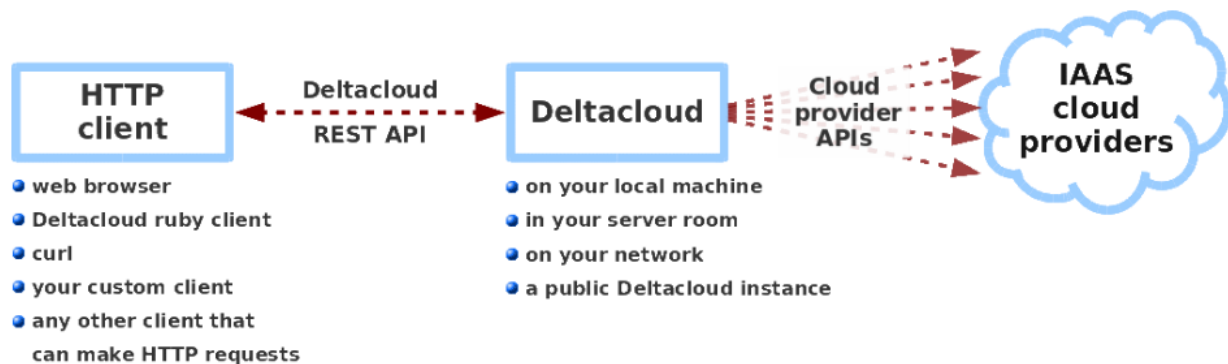 HTTP
client
Deltacloud
REST API
Deltacloud
Cloud
provider
APIs
IAAS
cloud
providers
web browser
Deltacloud ruby client
curl
your custom client
any other client that
can make HTTP requests
on your local machine
in your server room
on your network
a public Deltacloud instance